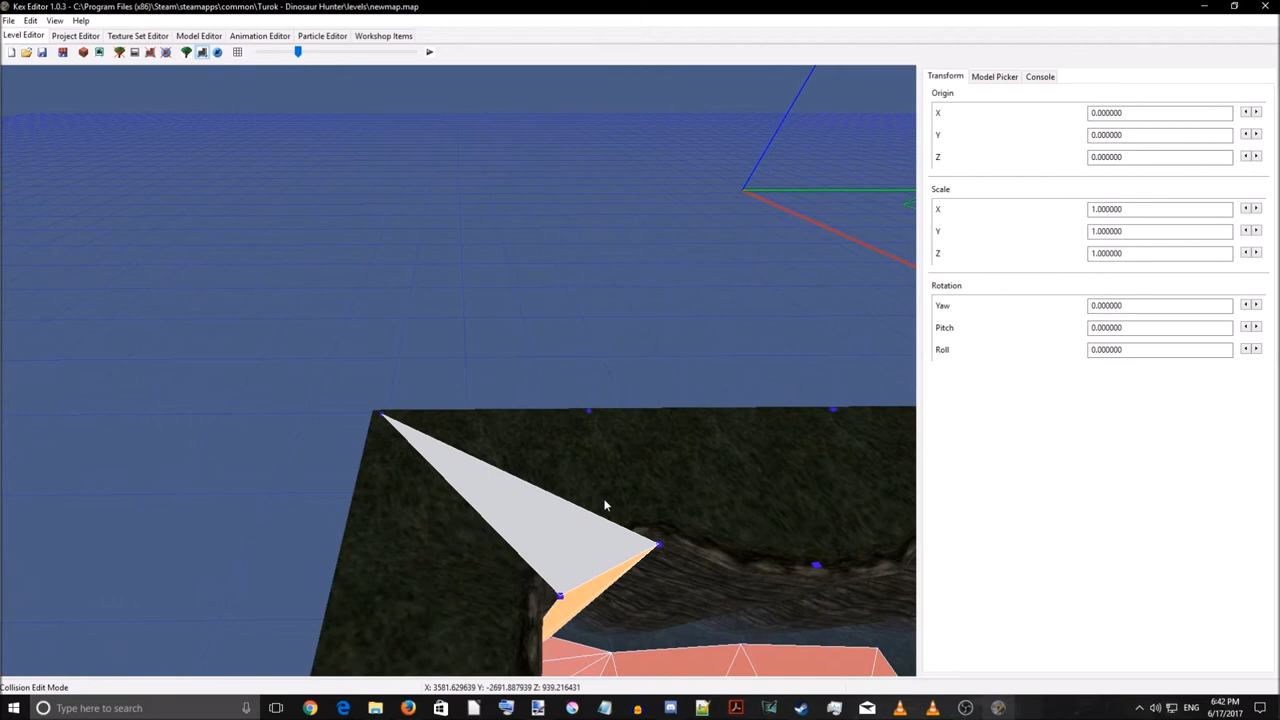 Kex Editor 1.0.3 - C:\Program Files (x86)\Steam\steamapps\common\Turok - Dinosaur Hunter\levels\newmap.map
File Edit View Help
Level Editor Project Editor Texture Set Editor Model Editor Animation Editor Particle Editor Workshop Items
Transform Model Picker Console
Origin
X 0.000000
Y 0.000000
Z 0.000000
Scale
X 1.000000
Y 1.000000
Z 1.000000
Rotation
Yaw 0.000000
Pitch 0.000000
Roll 0.000000
Collision Edit Mode X: 3581.629639 Y: -2691.887939 Z: 939.216431
Type here to search ENG 6:42 PM
6/17/2017